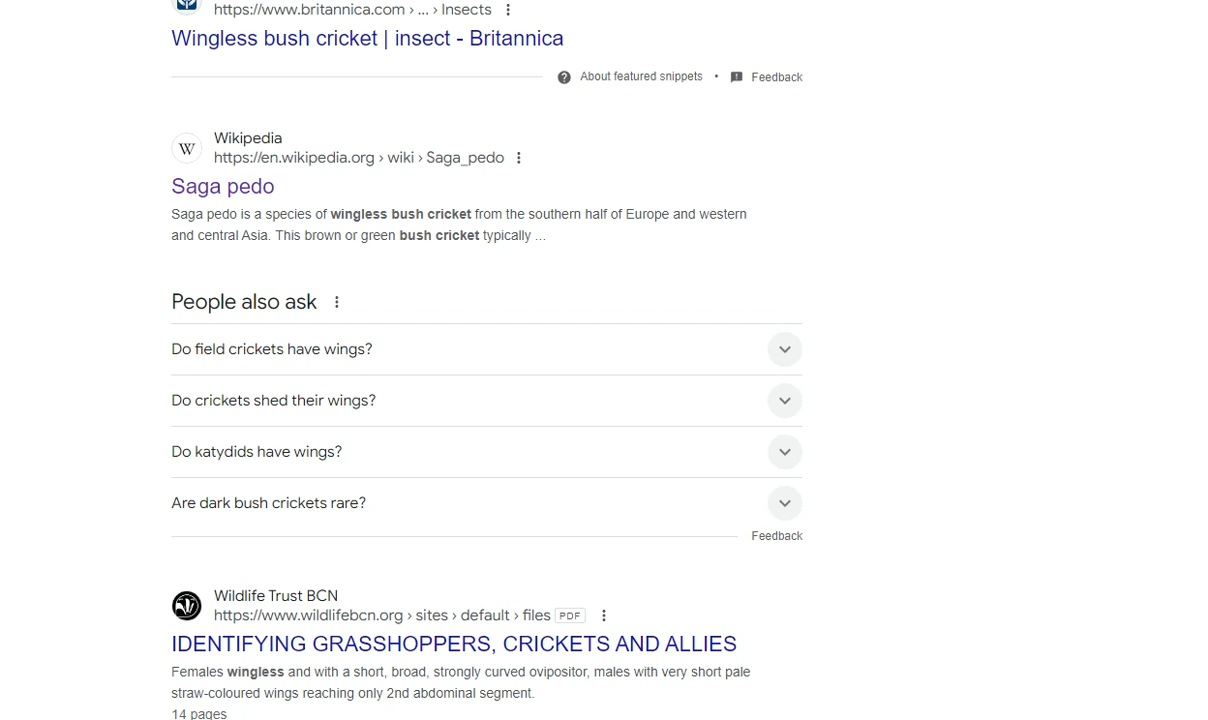 https://www.britannica.com › ... › Insects
Wingless bush cricket | insect - Britannica
About featured snippets • Feedback
Wikipedia
W
https://en.wikipedia.org › wiki › Saga_pedo
Saga pedo
Saga pedo is a species of wingless bush cricket from the southern half of Europe and western
and central Asia. This brown or green bush cricket typically ...
People also ask
Do field crickets have wings?
Do crickets shed their wings?
Do katydids have wings?
Are dark bush crickets rare?
Feedback
Wildlife Trust BCN
https://www.wildlifebcn.org › sites › default › files PDF
IDENTIFYING GRASSHOPPERS, CRICKETS AND ALLIES
Females wingless and with a short, broad, strongly curved ovipositor, males with very short pale
straw-coloured wings reaching only 2nd abdominal segment.
14 pages